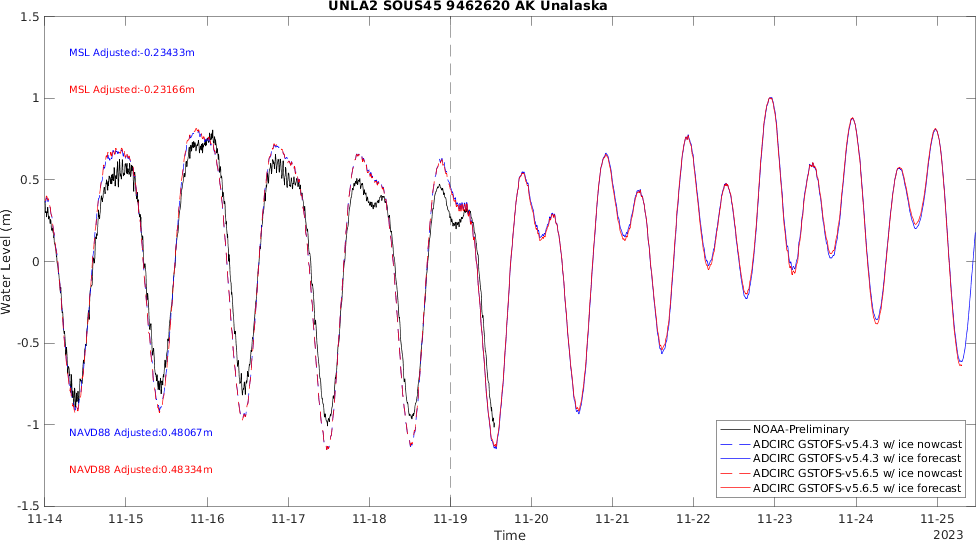 UNLA2 SOUS45 9462620 AK Unalaska
MSL Adjusted:-0.23433m
MSL Adjusted:-0.23166m
NAVD88 Adjusted:0.48067m
NAVD88 Adjusted:0.48334m
Water Level (m)
1.5
1
0.5
0
-0.5
-1
-1.5
NOAA-Preliminary
ADCIRC GSTOFS-v5.4.3 w/ ice nowcast
ADCIRC GSTOFS-v5.4.3 w/ ice forecast
ADCIRC GSTOFS-v5.6.5 w/ ice nowcast
ADCIRC GSTOFS-v5.6.5 w/ ice forecast
11-14 11-15 11-16 11-17 11-18 11-19 11-20 11-21 11-22 11-23 11-24 11-25
Time
2023